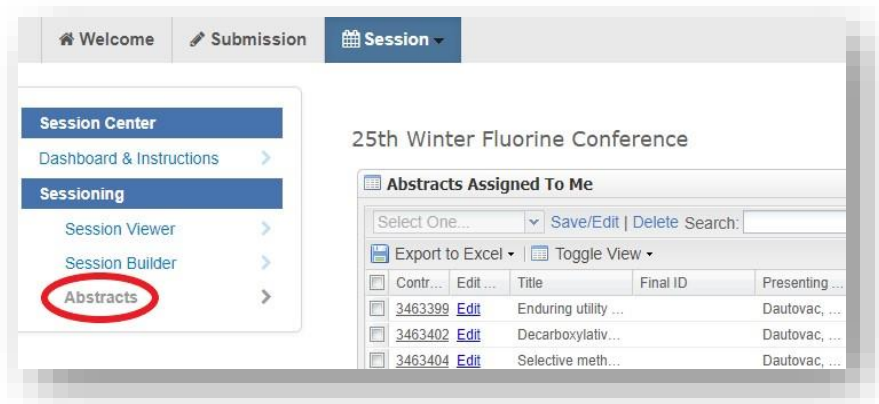 Welcome Submission Session
Session Center
Dashboard & Instructions
Sessioning
Session Viewer
Session Builder
Abstracts
25th Winter Fluorine Conference
Abstracts Assigned To Me
Select One... Save/Edit | Delete Search:
Export to Excel | Toggle View
Contr... Edit ... Title Final ID Presenting ...
3463399 Edit Enduring utility ... Dautovac, ...
3463402 Edit Decarboxylativ... Dautovac, ...
3463404 Edit Selective meth... Dautovac, ...